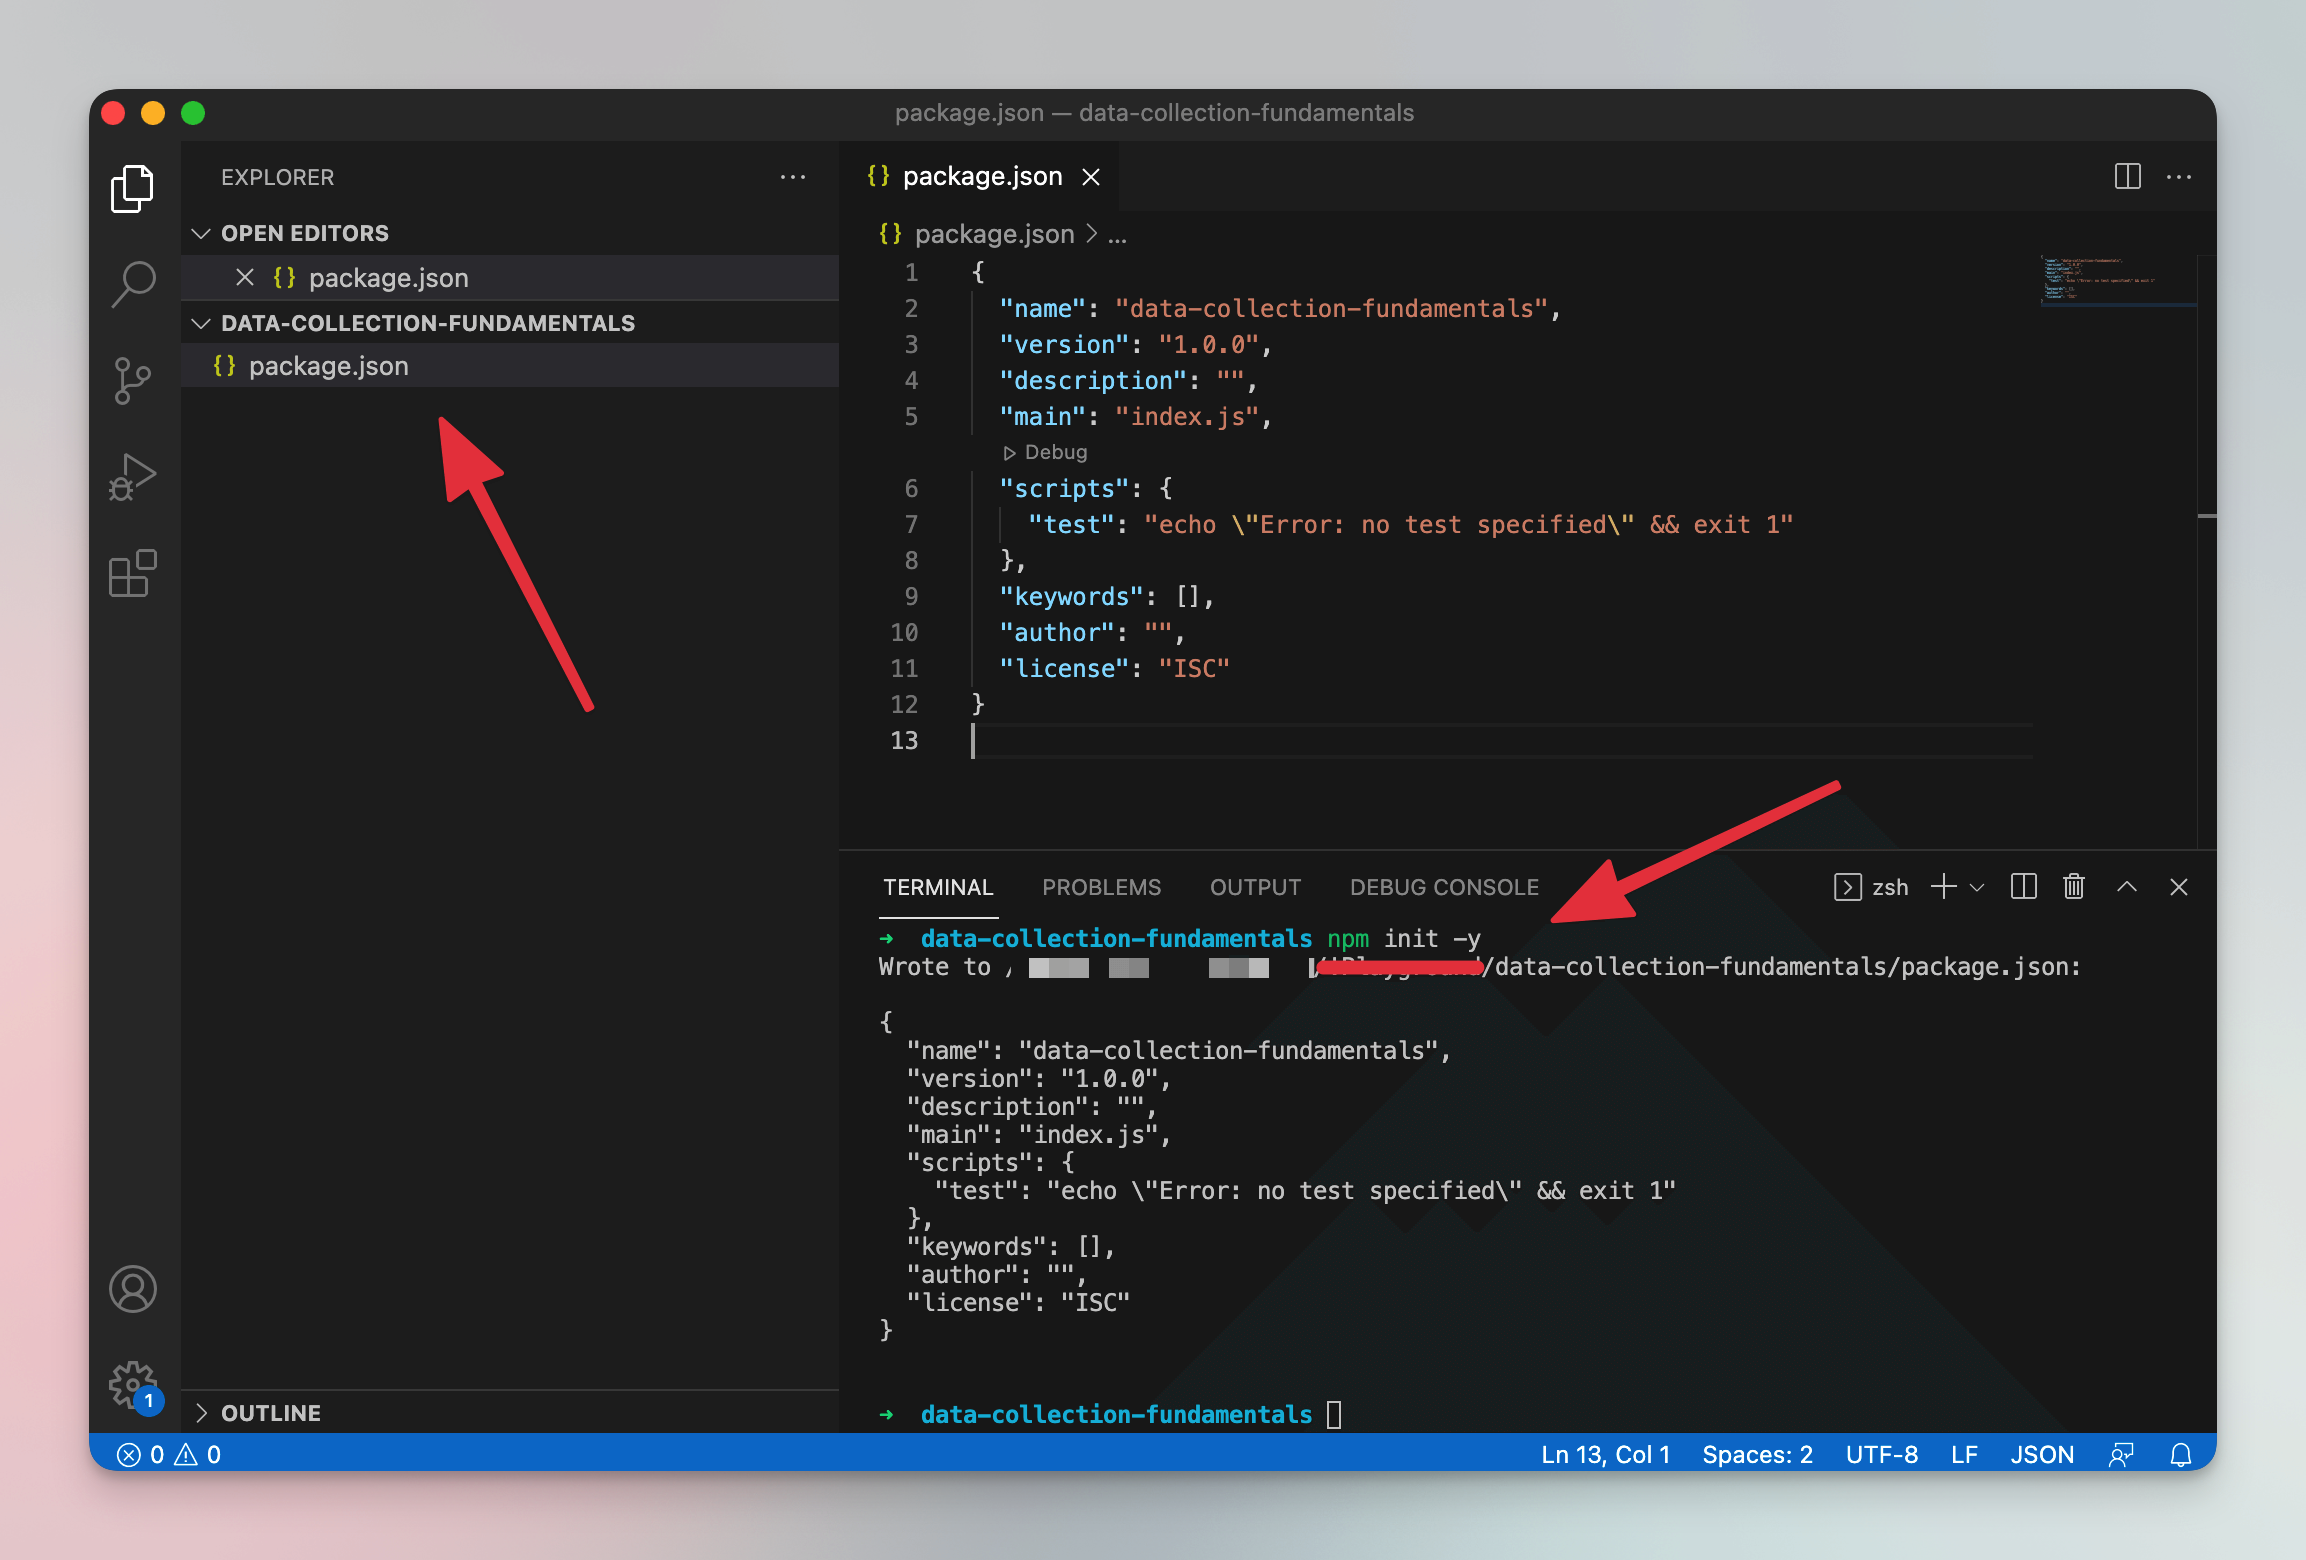 package.json — data-collection-fundamentals
EXPLORER
OPEN EDITORS
package.json
DATA-COLLECTION-FUNDAMENTALS
package.json
OUTLINE
package.json
package.json > ...
1 {
2 "name": "data-collection-fundamentals",
3 "version": "1.0.0",
4 "description": "",
5 "main": "index.js",
Debug
6 "scripts": {
7 "test": "echo \"Error: no test specified\" && exit 1"
8 },
9 "keywords": [],
10 "author": "",
11 "license": "ISC"
12 }
13
TERMINAL PROBLEMS OUTPUT DEBUG CONSOLE zsh
➜ data-collection-fundamentals npm init -y
Wrote to / /data-collection-fundamentals/package.json:
{
"name": "data-collection-fundamentals",
"version": "1.0.0",
"description": "",
"main": "index.js",
"scripts": {
"test": "echo \"Error: no test specified\" && exit 1"
},
"keywords": [],
"author": "",
"license": "ISC"
}
➜ data-collection-fundamentals
1
0 0 Ln 13, Col 1 Spaces: 2 UTF-8 LF JSON